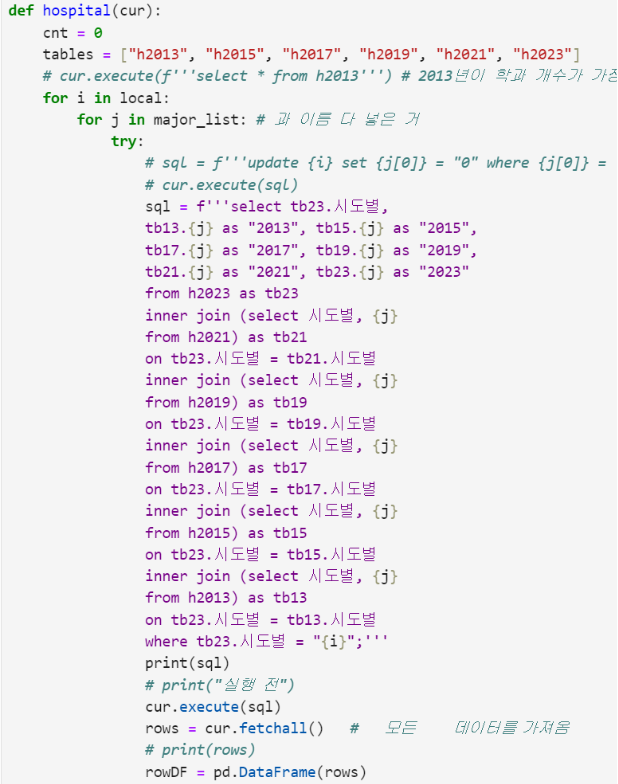 def hospital(cur):
    cnt = 0
    tables = ["h2013", "h2015", "h2017", "h2019", "h2021", "h2023"]
    # cur.execute(f'''select * from h2013''') # 2013년이 학과 개수가 가장
    for i in local:
        for j in major_list: # 과 이름 다 넣은 거
            try:
                # sql = f'''update {i} set {j[0]} = "0" where {j[0]} =
                # cur.execute(sql)
                sql = f'''select tb23.시도별,
                tb13.{j} as "2013", tb15.{j} as "2015",
                tb17.{j} as "2017", tb19.{j} as "2019",
                tb21.{j} as "2021", tb23.{j} as "2023"
                from h2023 as tb23
                inner join (select 시도별, {j}
                from h2021) as tb21
                on tb23.시도별 = tb21.시도별
                inner join (select 시도별, {j}
                from h2019) as tb19
                on tb23.시도별 = tb19.시도별
                inner join (select 시도별, {j}
                from h2017) as tb17
                on tb23.시도별 = tb17.시도별
                inner join (select 시도별, {j}
                from h2015) as tb15
                on tb23.시도별 = tb15.시도별
                inner join (select 시도별, {j}
                from h2013) as tb13
                on tb23.시도별 = tb13.시도별
                where tb23.시도별 = "{i}";'''
                print(sql)
                # print("실행 전")
                cur.execute(sql)
                rows = cur.fetchall()   #   모든    데이터를 가져옴
                # print(rows)
                rowDF = pd.DataFrame(rows)